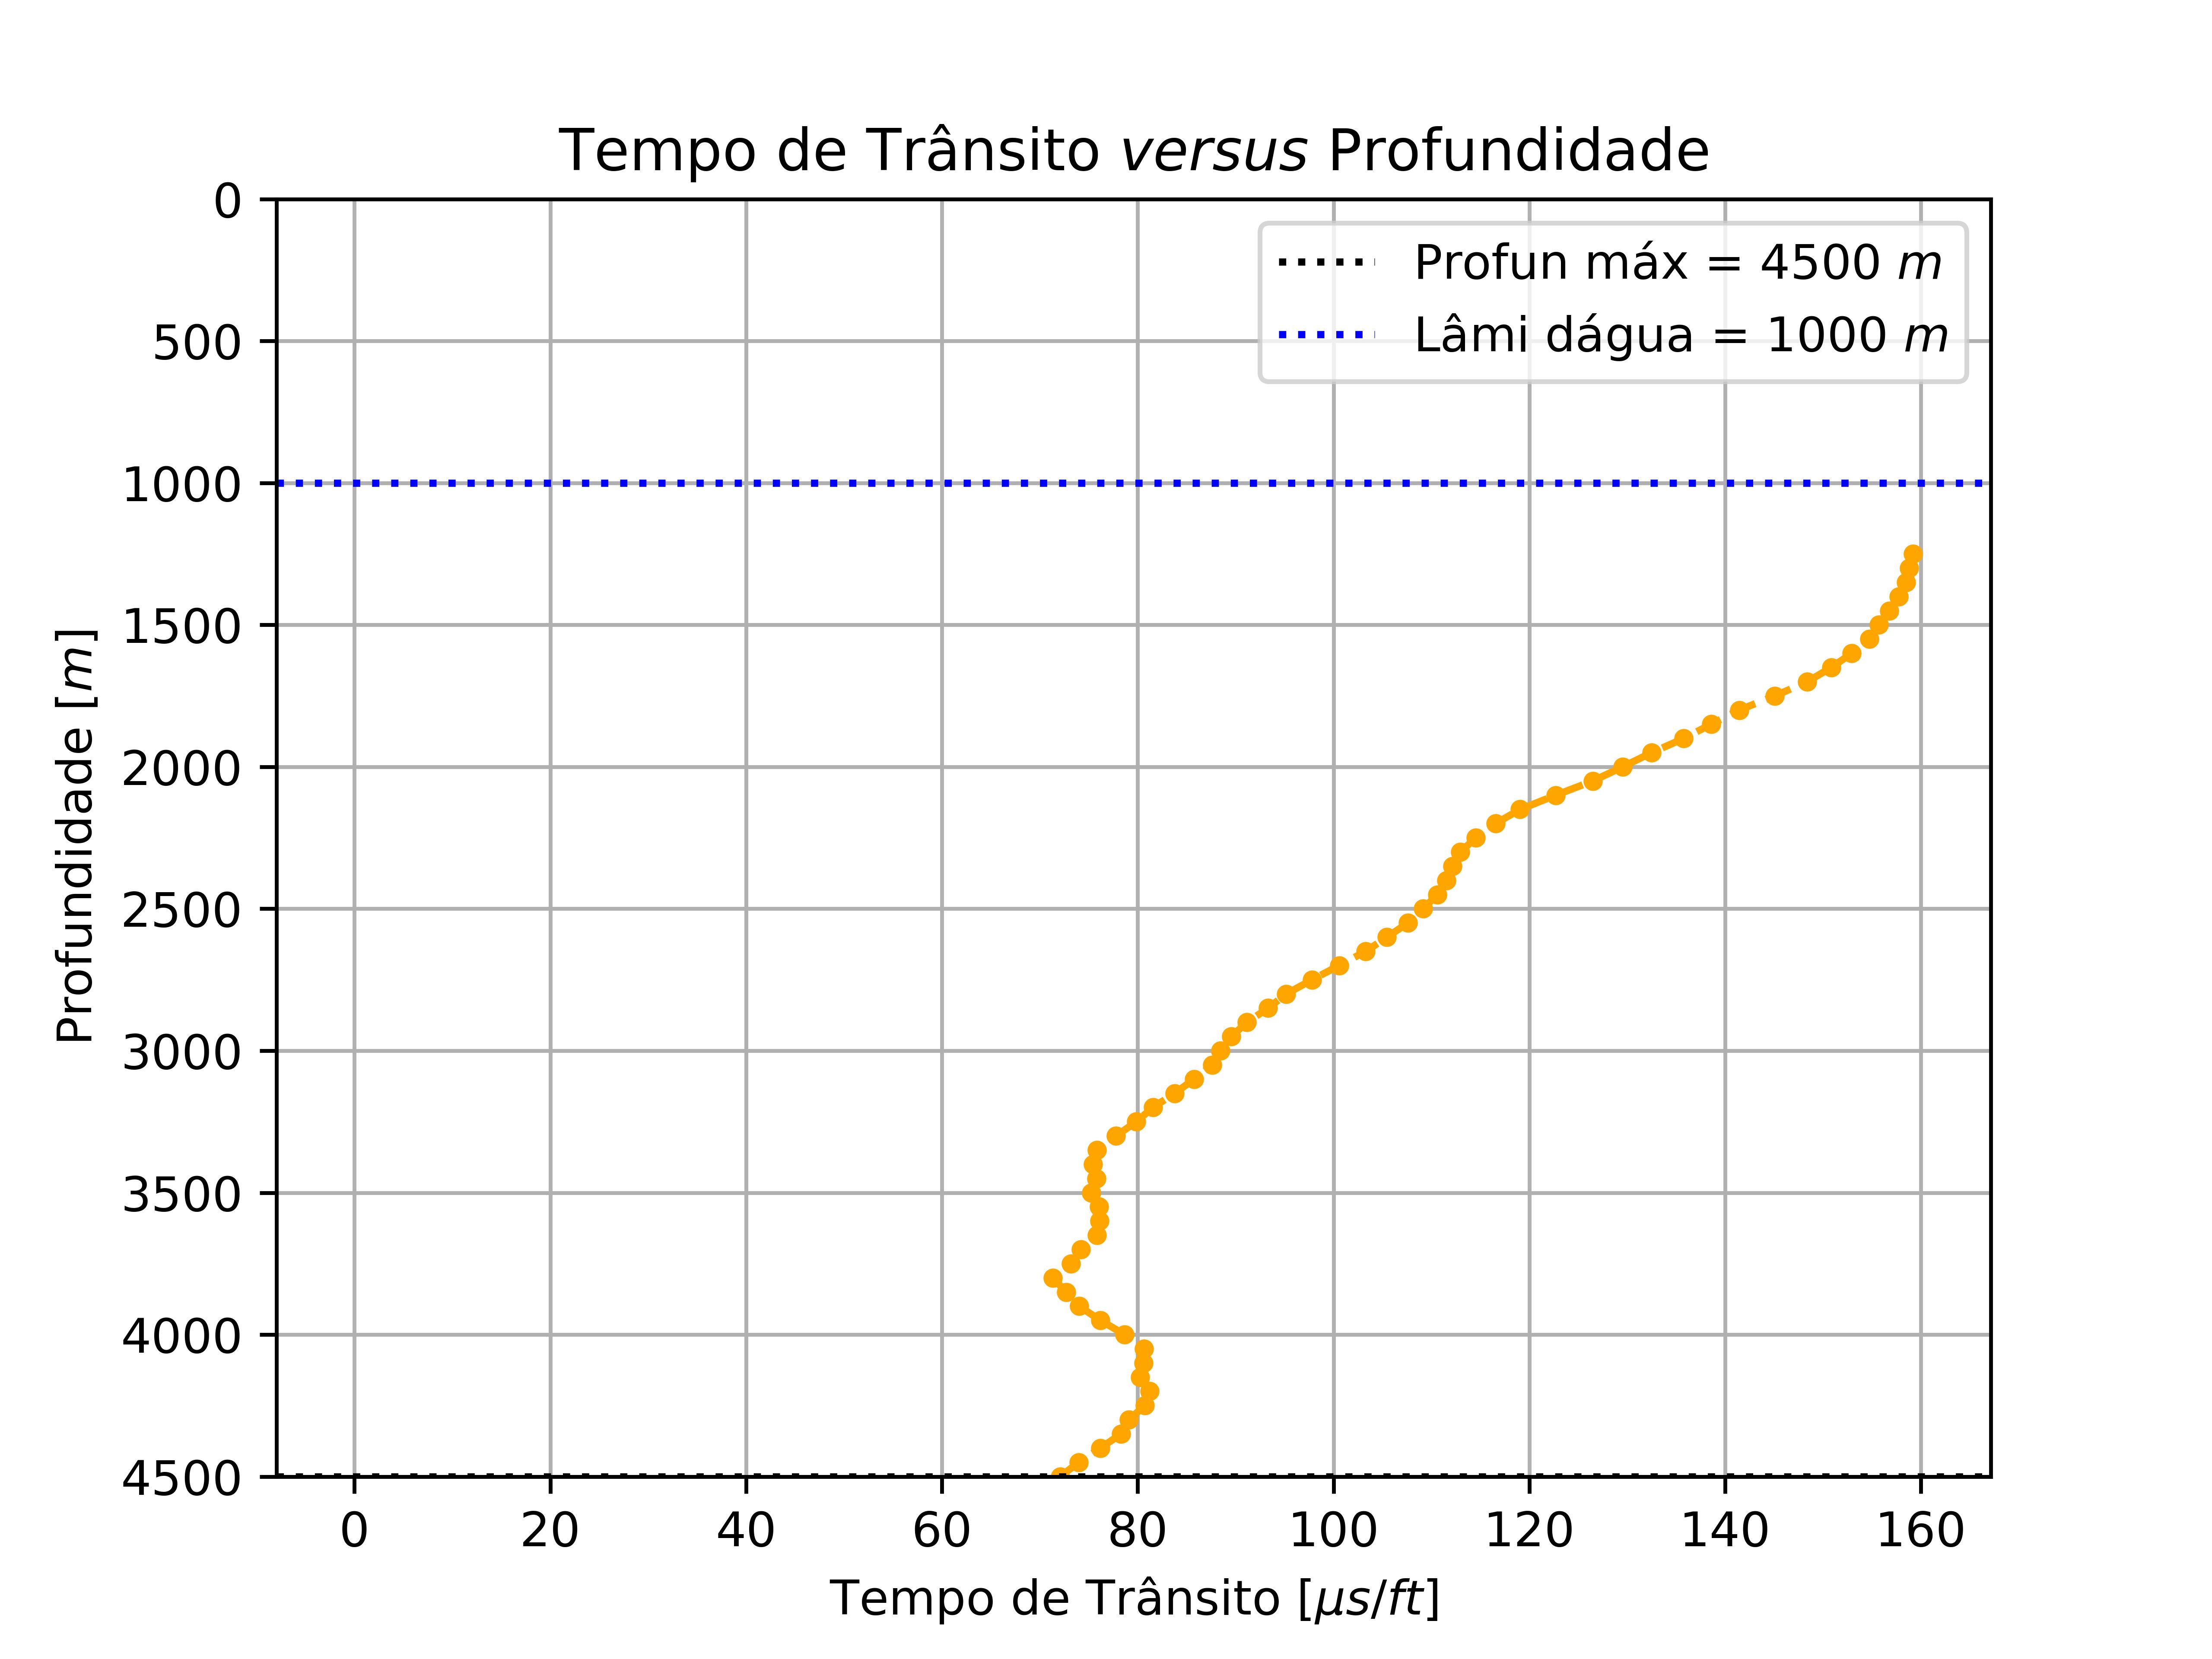 Tempo de Trânsito versus Profundidade
Profun máx = 4500 m
Lâmi dágua = 1000 m
Profundidade [m]
0
500
1000
1500
2000
2500
3000
3500
4000
4500
0 20 40 60 80 100 120 140 160
Tempo de Trânsito [μs/ft]